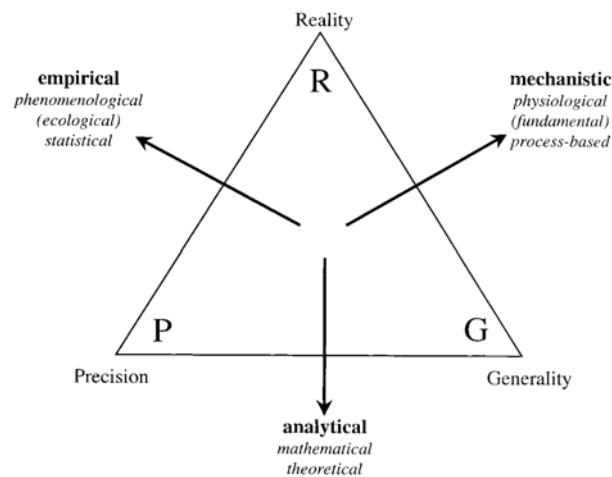 Reality
R
empirical
phenomenological
(ecological)
statistical
mechanistic
physiological
(fundamental)
process-based
P
G
Precision
Generality
analytical
mathematical
theoretical